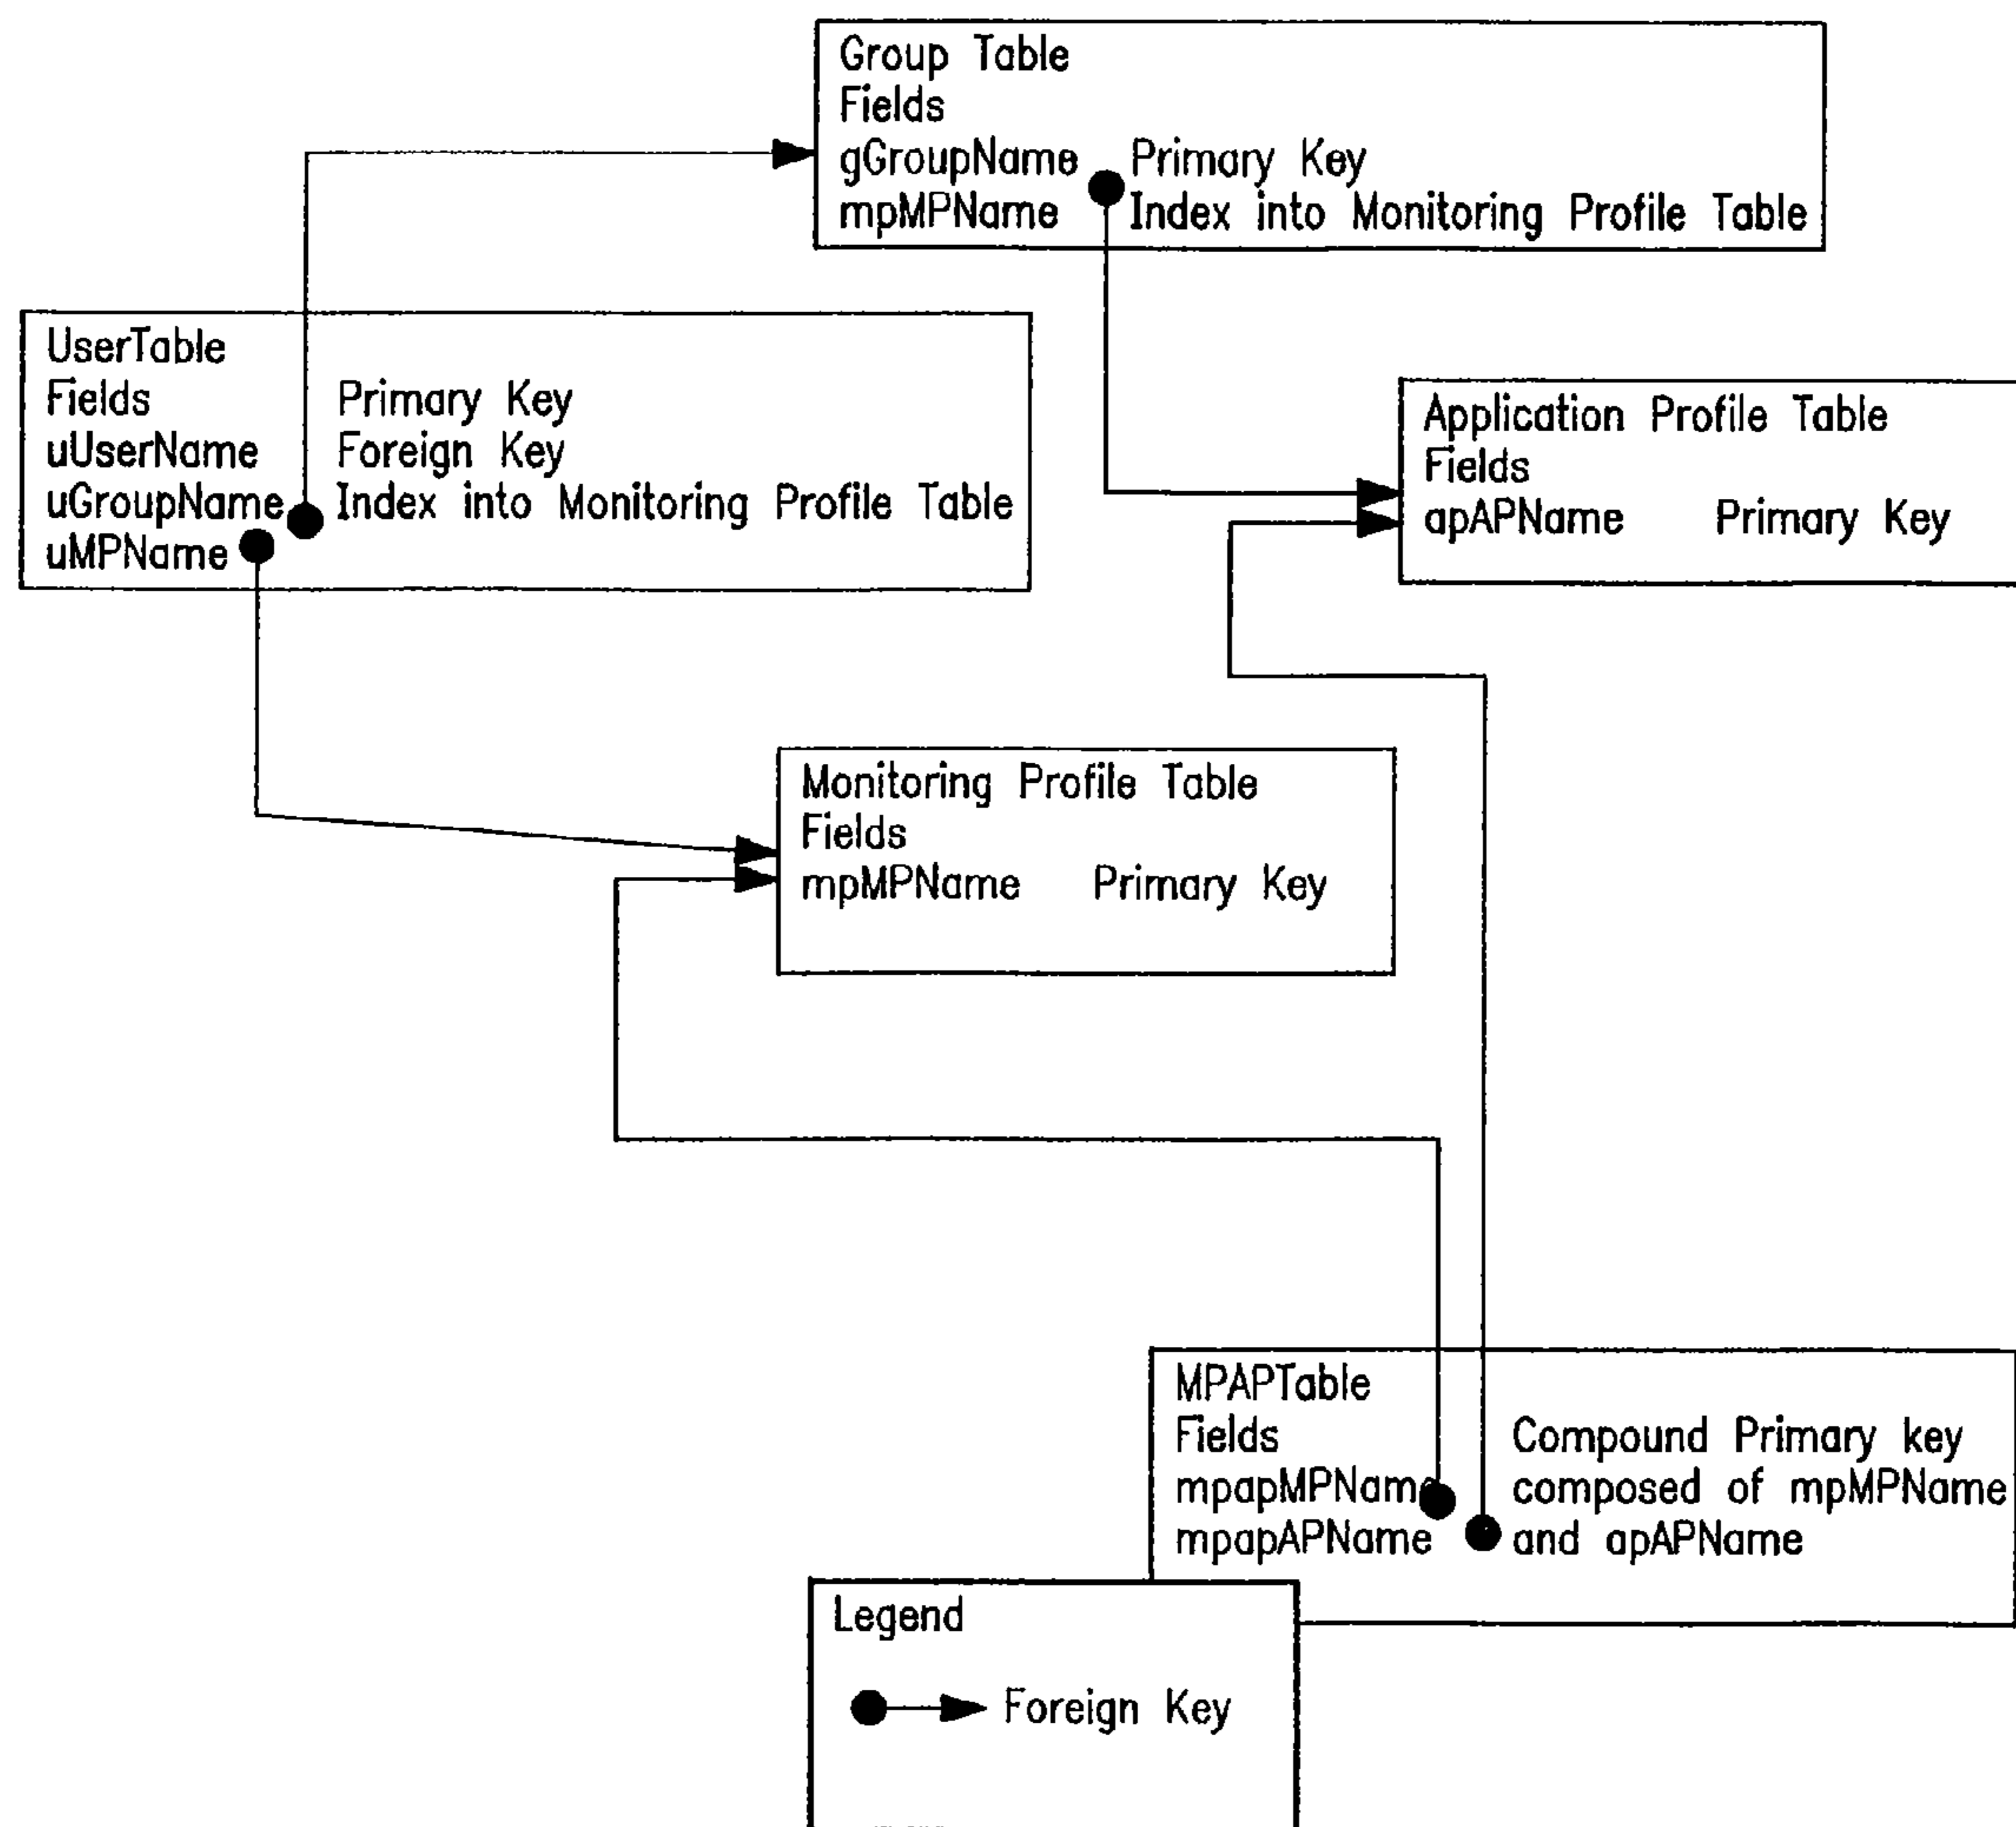 Group Table
Fields
gGroupName Primary Key
mpMPName Index into Monitoring Profile Table
UserTable
Fields Primary Key
uUserName Foreign Key
uGroupName Index into Monitoring Profile Table
uMPName
Application Profile Table
Fields
apAPName Primary Key
Monitoring Profile Table
Fields
mpMPName Primary Key
MPAPTable
Fields Compound Primary key
mpapMPName composed of mpMPName
mpapAPName and apAPName
Legend
Foreign Key